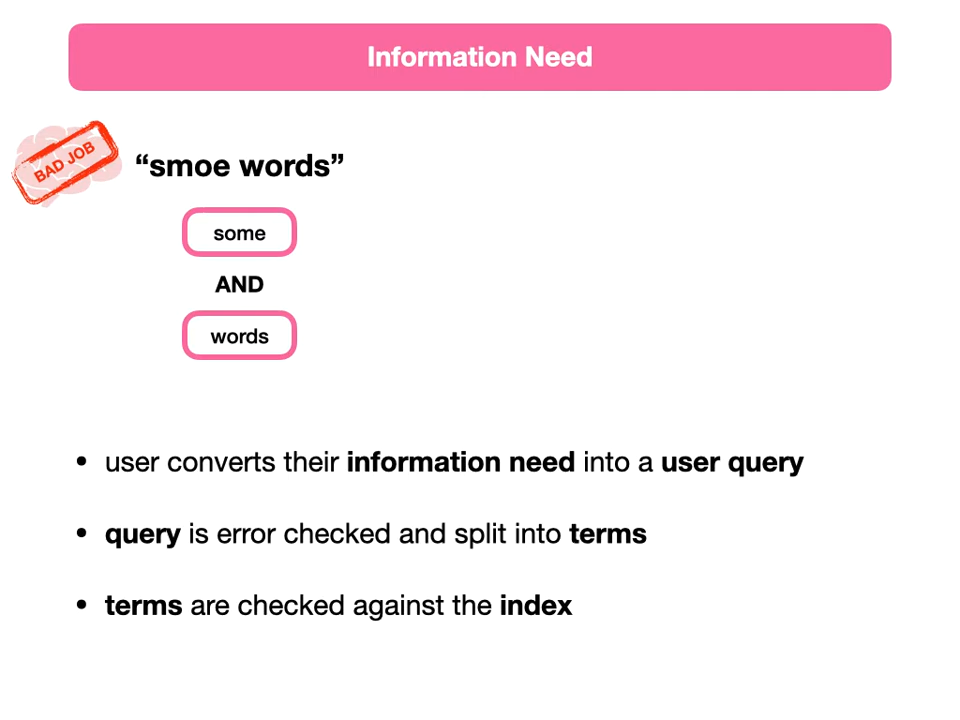 Information Need
BAD JOB
“smoe words”
some
AND
words
• user converts their information need into a user query
• query is error checked and split into terms
• terms are checked against the index